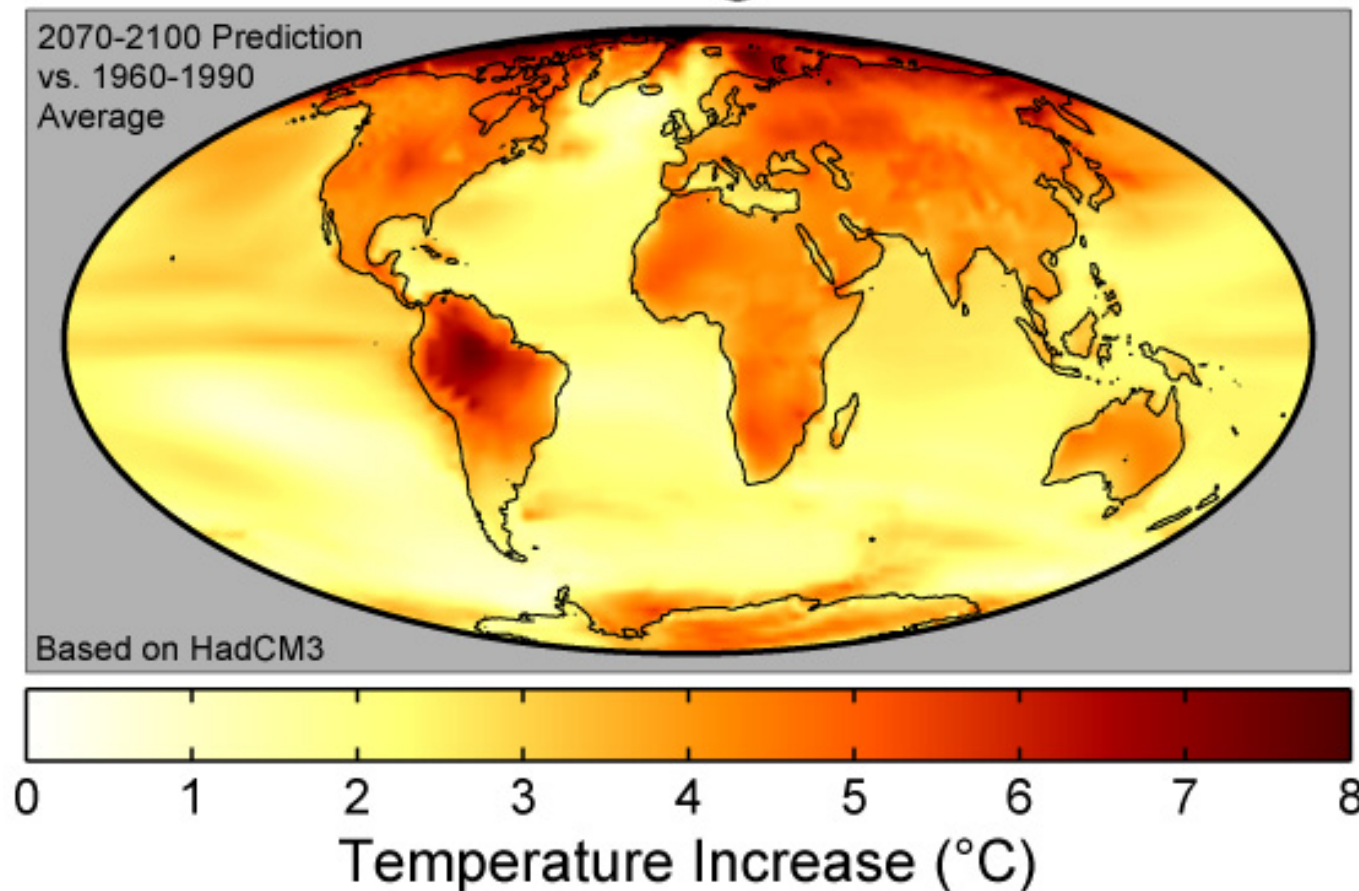 2070-2100 Prediction
vs. 1960-1990
Average
Based on HadCM3
0 1 2 3 4 5 6 7 8
Temperature Increase (°C)